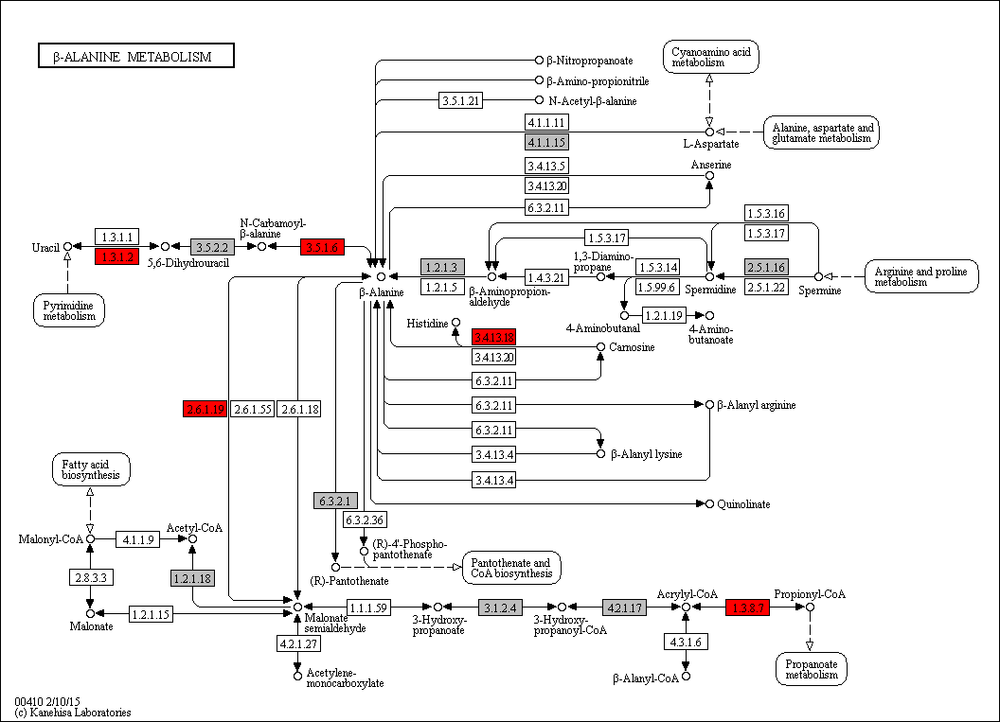 β-ALANINE METABOLISM
β-Nitropropanoate
β-Amino-propionitrile
3.5.1.21
N-Acetyl-β-alanine
Cyanoamino acid
metabolism
4.1.1.11
4.1.1.15
L-Aspartate
Alanine, aspartate and
glutamate metabolism
3.4.13.5
Anserine
3.4.13.20
6.3.2.11
1.5.3.16
1.5.3.17
1.5.3.17
Uracil
1.3.1.1
1.3.1.2
5,6-Dihydrouracil
3.5.2.2
N-Carbamoyl-
β-alanine
3.5.1.6
β-Alanine
1.2.1.3
1.2.1.5
β-Aminopropion-
aldehyde
1.4.3.21
1,3-Diamino-
propane
1.5.3.14
1.5.99.6
Spermidine
2.5.1.16
2.5.1.22
Spermine
Arginine and proline
metabolism
Pyrimidine
metabolism
4-Aminobutanal
1.2.1.19
4-Amino-
butanoate
Histidine
3.4.13.18
3.4.13.20
Carnosine
6.3.2.11
2.6.1.19
2.6.1.55
2.6.1.18
6.3.2.11
β-Alanyl arginine
6.3.2.11
3.4.13.4
β-Alanyl lysine
3.4.13.4
Quinolinate
Fatty acid
biosynthesis
6.3.2.1
6.3.2.36
Malonyl-CoA
4.1.1.9
Acetyl-CoA
(R)-4'-Phospho-
pantothenate
(R)-Pantothenate
Pantothenate and
CoA biosynthesis
2.8.3.3
1.2.1.18
Malonate
1.2.1.15
Malonate
semialdehyde
1.1.1.59
3-Hydroxy-
propanoate
3.1.2.4
3-Hydroxy-
propanoyl-CoA
4.2.1.17
Acrylyl-CoA
1.3.8.7
Propionyl-CoA
4.2.1.27
Acetylene-
monocarboxylate
4.3.1.6
β-Alanyl-CoA
Propanoate
metabolism
00410 2/10/15
(c) Kanehisa Laboratories